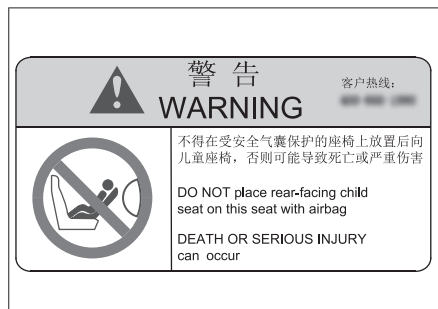 警 告
WARNING
客户热线:
不得在受安全气囊保护的座椅上放置后向
儿童座椅，否则可能导致死亡或严重伤害
DO NOT place rear-facing child
seat on this seat with airbag
DEATH OR SERIOUS INJURY
can occur